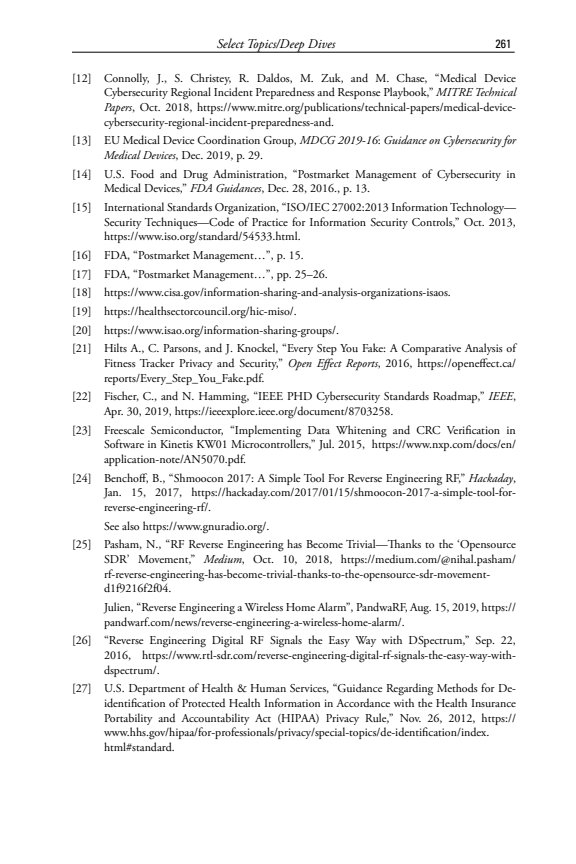 Select Topics/Deep Dives 261
[12] Connolly, J., S. Christey, R. Daldos, M. Zuk, and M. Chase, “Medical Device
Cybersecurity Regional Incident Preparedness and Response Playbook,” MITRE Technical
Papers, Oct. 2018, https://www.mitre.org/publications/technical-papers/medical-device-
cybersecurity-regional-incident-preparedness-and.
[13] EU Medical Device Coordination Group, MDCG 2019-16: Guidance on Cybersecurity for
Medical Devices, Dec. 2019, p. 29.
[14] U.S. Food and Drug Administration, “Postmarket Management of Cybersecurity in
Medical Devices,” FDA Guidances, Dec. 28, 2016., p. 13.
[15] International Standards Organization, “ISO/IEC 27002:2013 Information Technology—
Security Techniques—Code of Practice for Information Security Controls,” Oct. 2013,
https://www.iso.org/standard/54533.html.
[16] FDA, “Postmarket Management…”, p. 15.
[17] FDA, “Postmarket Management…”, pp. 25–26.
[18] https://www.cisa.gov/information-sharing-and-analysis-organizations-isaos.
[19] https://healthsectorcouncil.org/hic-miso/.
[20] https://www.isao.org/information-sharing-groups/.
[21] Hilts A., C. Parsons, and J. Knockel, “Every Step You Fake: A Comparative Analysis of
Fitness Tracker Privacy and Security,” Open Effect Reports, 2016, https://openeffect.ca/
reports/Every_Step_You_Fake.pdf.
[22] Fischer, C., and N. Hamming, “IEEE PHD Cybersecurity Standards Roadmap,” IEEE,
Apr. 30, 2019, https://ieeexplore.ieee.org/document/8703258.
[23] Freescale Semiconductor, “Implementing Data Whitening and CRC Verification in
Software in Kinetis KW01 Microcontrollers,” Jul. 2015, https://www.nxp.com/docs/en/
application-note/AN5070.pdf.
[24] Benchoff, B., “Shmoocon 2017: A Simple Tool For Reverse Engineering RF,” Hackaday,
Jan. 15, 2017, https://hackaday.com/2017/01/15/shmoocon-2017-a-simple-tool-for-
reverse-engineering-rf/.
See also https://www.gnuradio.org/.
[25] Pasham, N., “RF Reverse Engineering has Become Trivial—Thanks to the ‘Opensource
SDR’ Movement,” Medium, Oct. 10, 2018, https://medium.com/@nihal.pasham/
rf-reverse-engineering-has-become-trivial-thanks-to-the-opensource-sdr-movement-
d1f9216f2f04.
Julien, “Reverse Engineering a Wireless Home Alarm”, PandwaRF, Aug. 15, 2019, https://
pandwarf.com/news/reverse-engineering-a-wireless-home-alarm/.
[26] “Reverse Engineering Digital RF Signals the Easy Way with DSpectrum,” Sep. 22,
2016, https://www.rtl-sdr.com/reverse-engineering-digital-rf-signals-the-easy-way-with-
dspectrum/.
[27] U.S. Department of Health & Human Services, “Guidance Regarding Methods for De-
identification of Protected Health Information in Accordance with the Health Insurance
Portability and Accountability Act (HIPAA) Privacy Rule,” Nov. 26, 2012, https://
www.hhs.gov/hipaa/for-professionals/privacy/special-topics/de-identification/index.
html#standard.